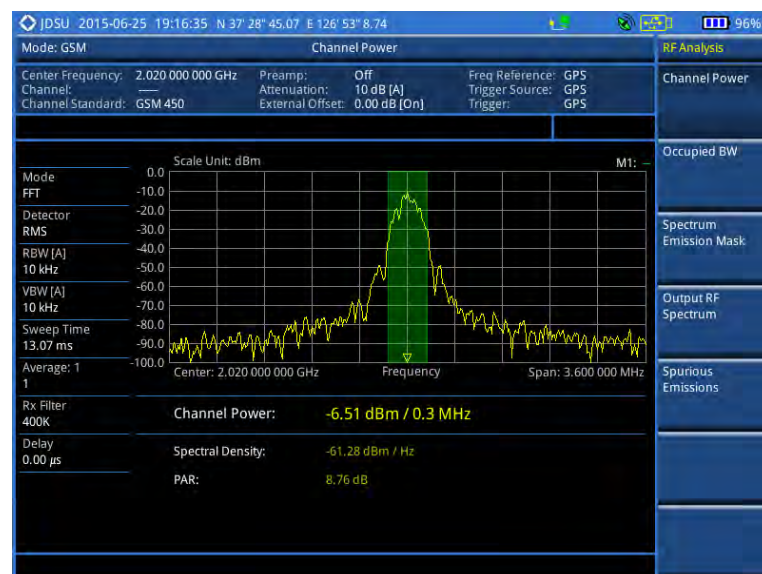 JDSU 2015-06-25 19:16:35 N 37' 28" 45.07 E 126' 53" 8.74 96%
Mode: GSM Channel Power RF Analysis
Center Frequency: 2.020 000 000 GHz Preamp: Off Freq Reference: GPS
Channel: ---- Attenuation: 10 dB [A] Trigger Source: GPS
Channel Standard: GSM 450 External Offset: 0.00 dB [On] Trigger: GPS
Channel Power
Occupied BW
Spectrum
Emission Mask
Output RF
Spectrum
Spurious
Emissions
Scale Unit: dBm M1: --
Mode
FFT
Detector
RMS
RBW [A]
10 kHz
VBW [A]
10 kHz
Sweep Time
13.07 ms
Average: 1
1
Rx Filter
400K
Delay
0.00 µs
0.0
-10.0
-20.0
-30.0
-40.0
-50.0
-60.0
-70.0
-80.0
-90.0
-100.0
Center: 2.020 000 000 GHz Frequency Span: 3.600 000 MHz
Channel Power: -6.51 dBm / 0.3 MHz
Spectral Density: -61.28 dBm / Hz
PAR: 8.76 dB